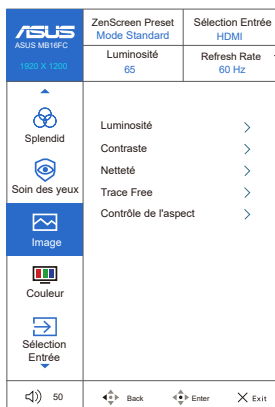 ASUS
ASUS MB16FC
1920 X 1200
ZenScreen Preset
Mode Standard
Sélection Entrée
HDMI
Luminosité
65
Refresh Rate
60 Hz
Splendid
Soin des yeux
Image
Couleur
Sélection
Entrée
Luminosité
Contraste
Netteté
Trace Free
Contrôle de l'aspect
50
Back
Enter
Exit